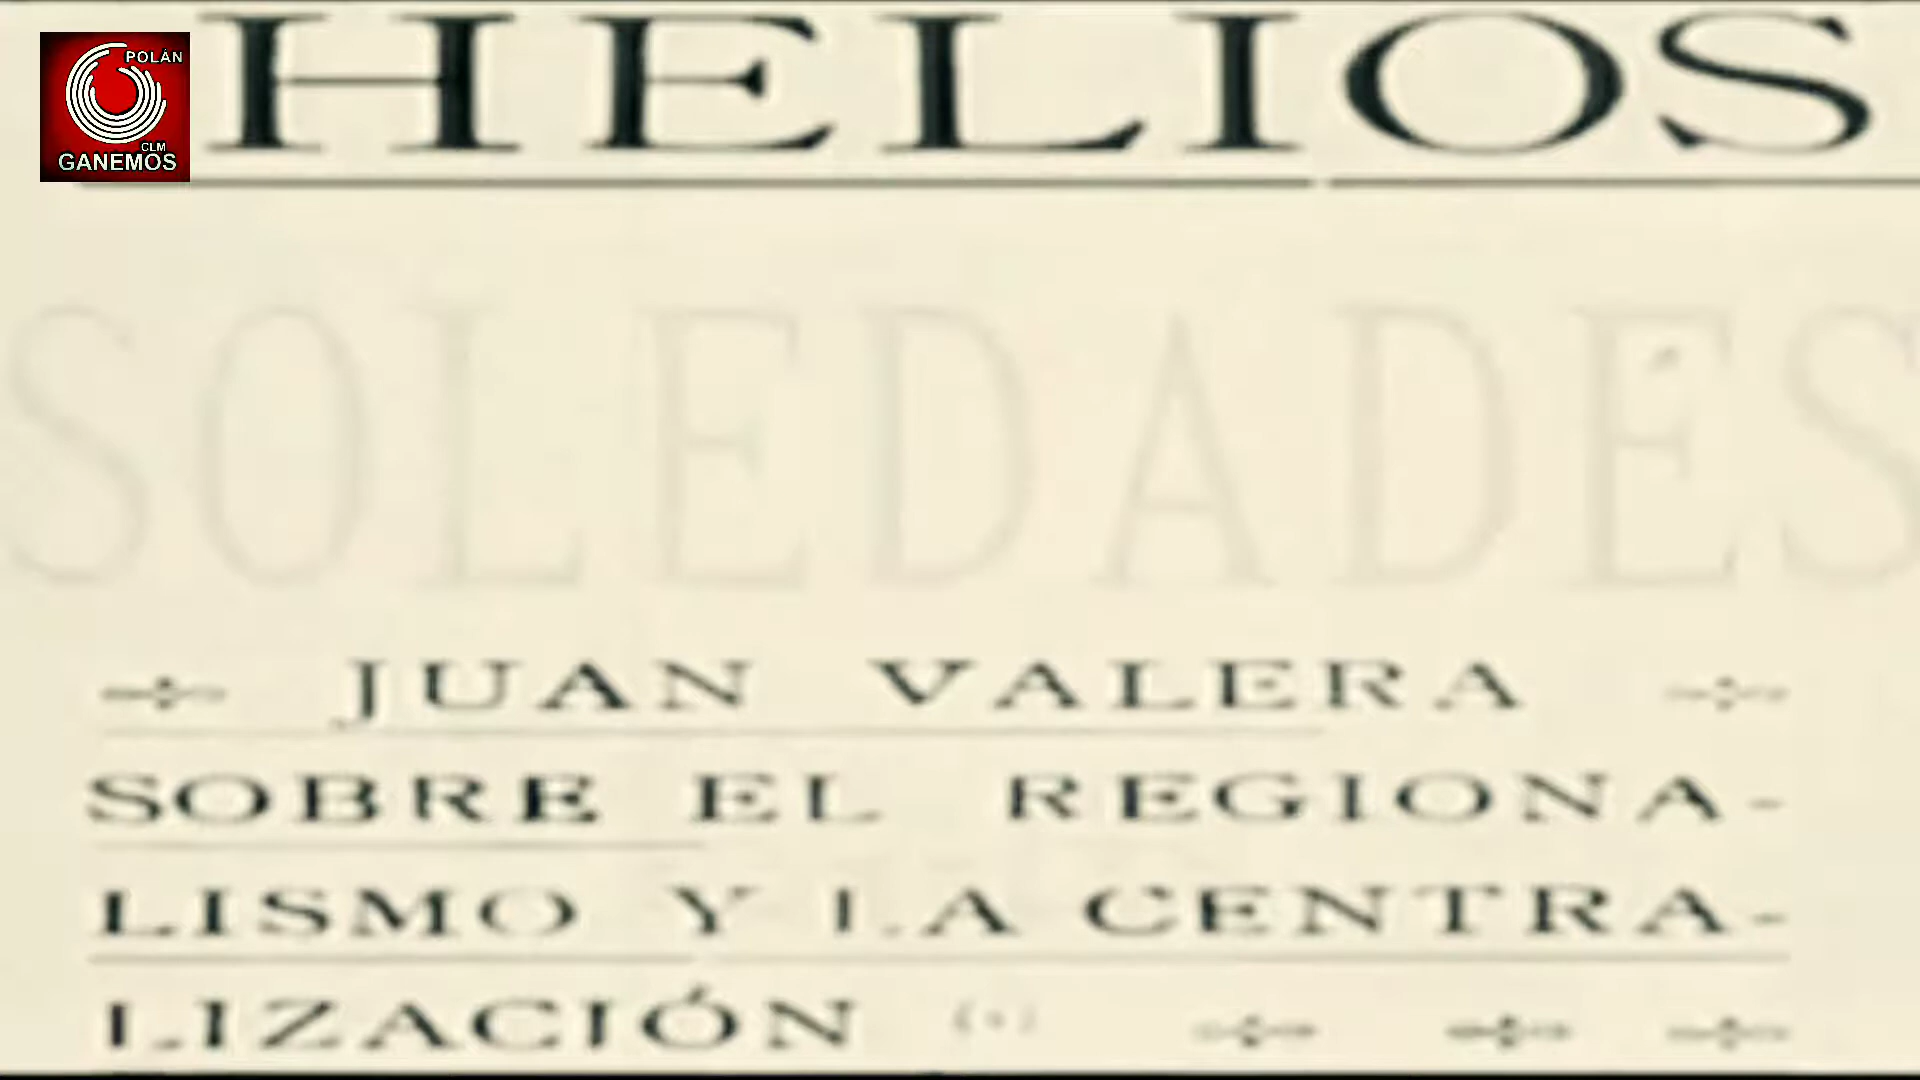 HELIOS
POLÁN
CLM
GANEMOS
SOLEDADES
JUAN VALERA
SOBRE EL REGIONA-
LISMO Y LA CENTRA-
LIZACIÓN